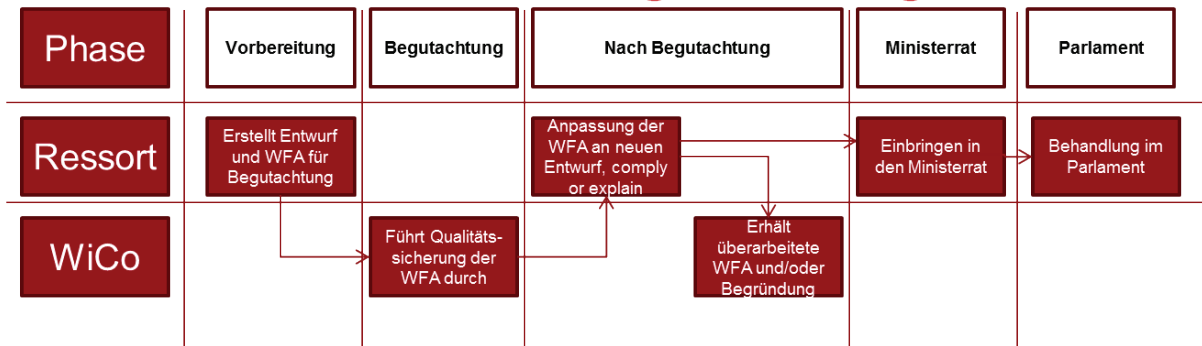 Phase
Vorbereitung
Begutachtung
Nach Begutachtung
Ministerrat
Parlament
Ressort
Erstellt Entwurf
und WFA für
Begutachtung
Anpassung der
WFA an neuen
Entwurf, comply
or explain
Einbringen in
den Ministerrat
Behandlung im
Parlament
WiCo
Führt Qualitäts-
sicherung der
WFA durch
Erhält
überarbeitete
WFA und/oder
Begründung